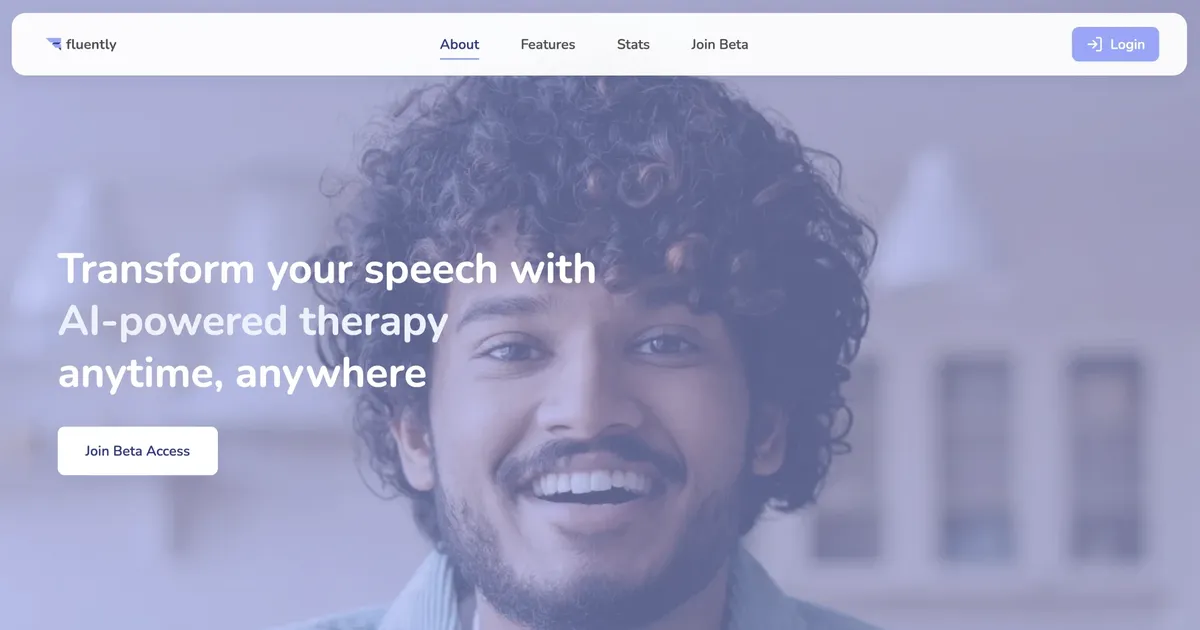 fluently
About
Features
Stats
Join Beta
Login
Transform your speech with
AI-powered therapy
anytime, anywhere
Join Beta Access